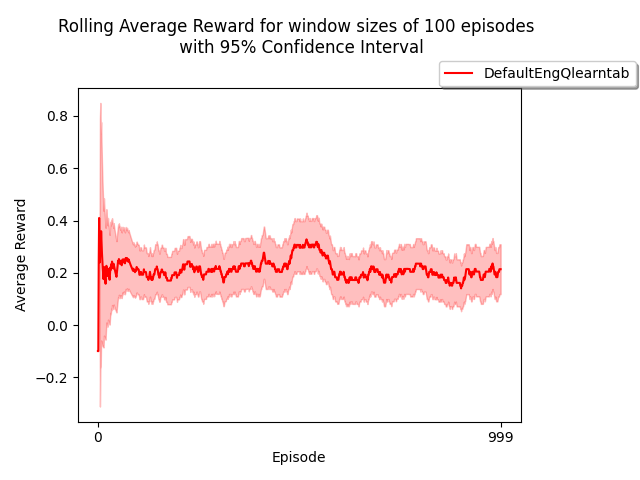 Rolling Average Reward for window sizes of 100 episodes
with 95% Confidence Interval
DefaultEngQlearntab
0.8
0.6
0.4
0.2
0.0
−0.2
Average Reward
0 999
Episode